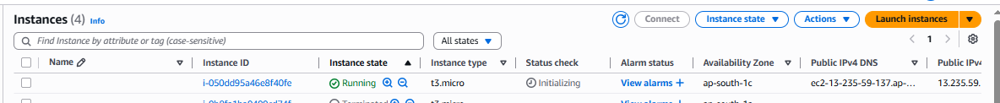 Instances (4) Info
Connect Instance state Actions Launch instances
Find Instance by attribute or tag (case-sensitive) All states 1
Name Instance ID Instance state Instance type Status check Alarm status Availability Zone Public IPv4 DNS Public IPv4
i-050dd95a46e8f40fe Running t3.micro Initializing View alarms + ap-south-1c ec2-13-235-59-137.ap-... 13.235.59.
Terminated t3.micro View alarms + ap-south-1c